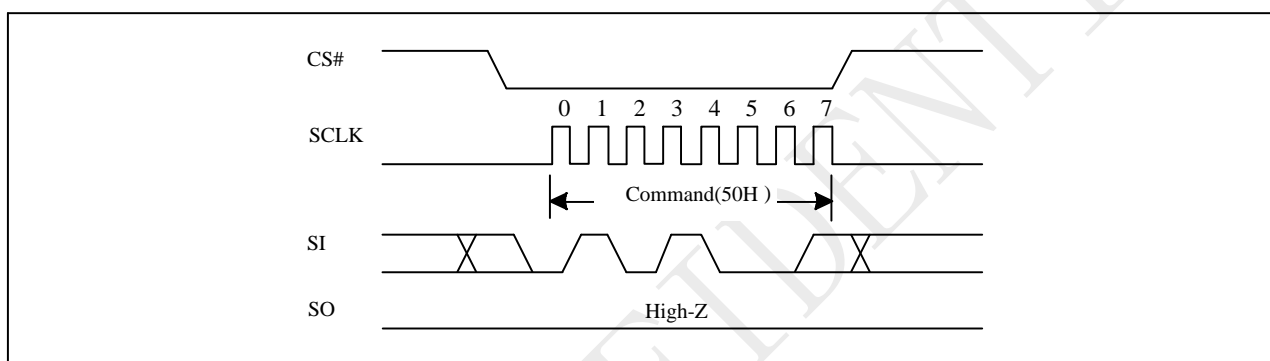 CS#
0 1 2 3 4 5 6 7
SCLK
Command(50H )
SI
SO High-Z